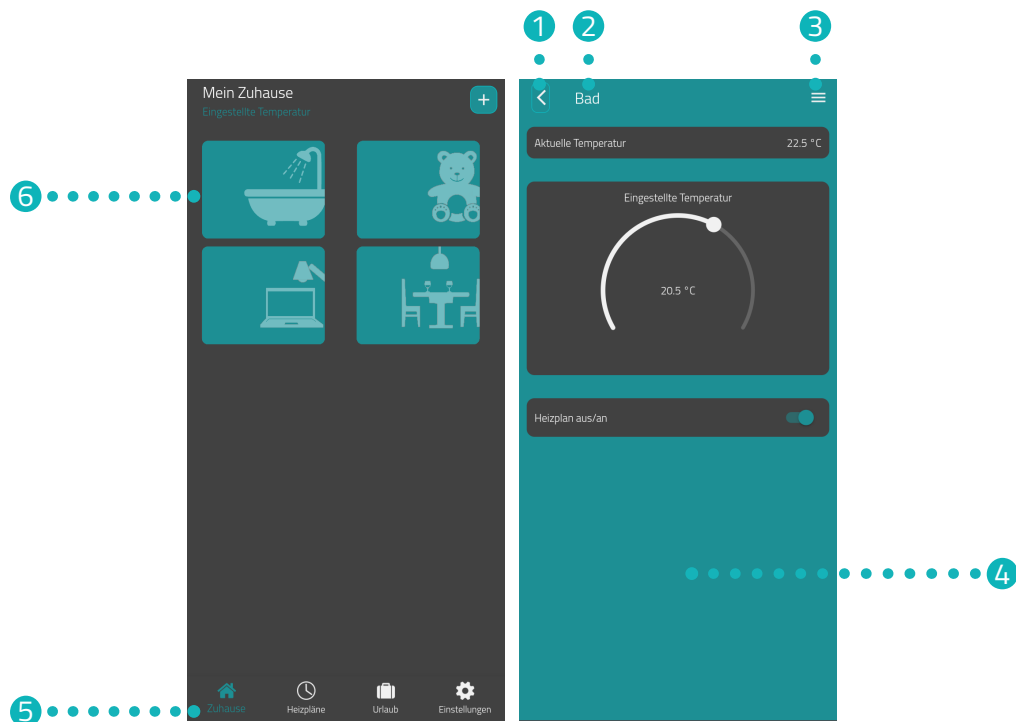 1 2 3
Mein Zuhause
Eingestellte Temperatur
+
Bad
Aktuelle Temperatur 22.5 °C
6
Eingestellte Temperatur
20.5 °C
Heizplan aus/an
4
5
Zuhause Heizpläne Urlaub Einstellungen